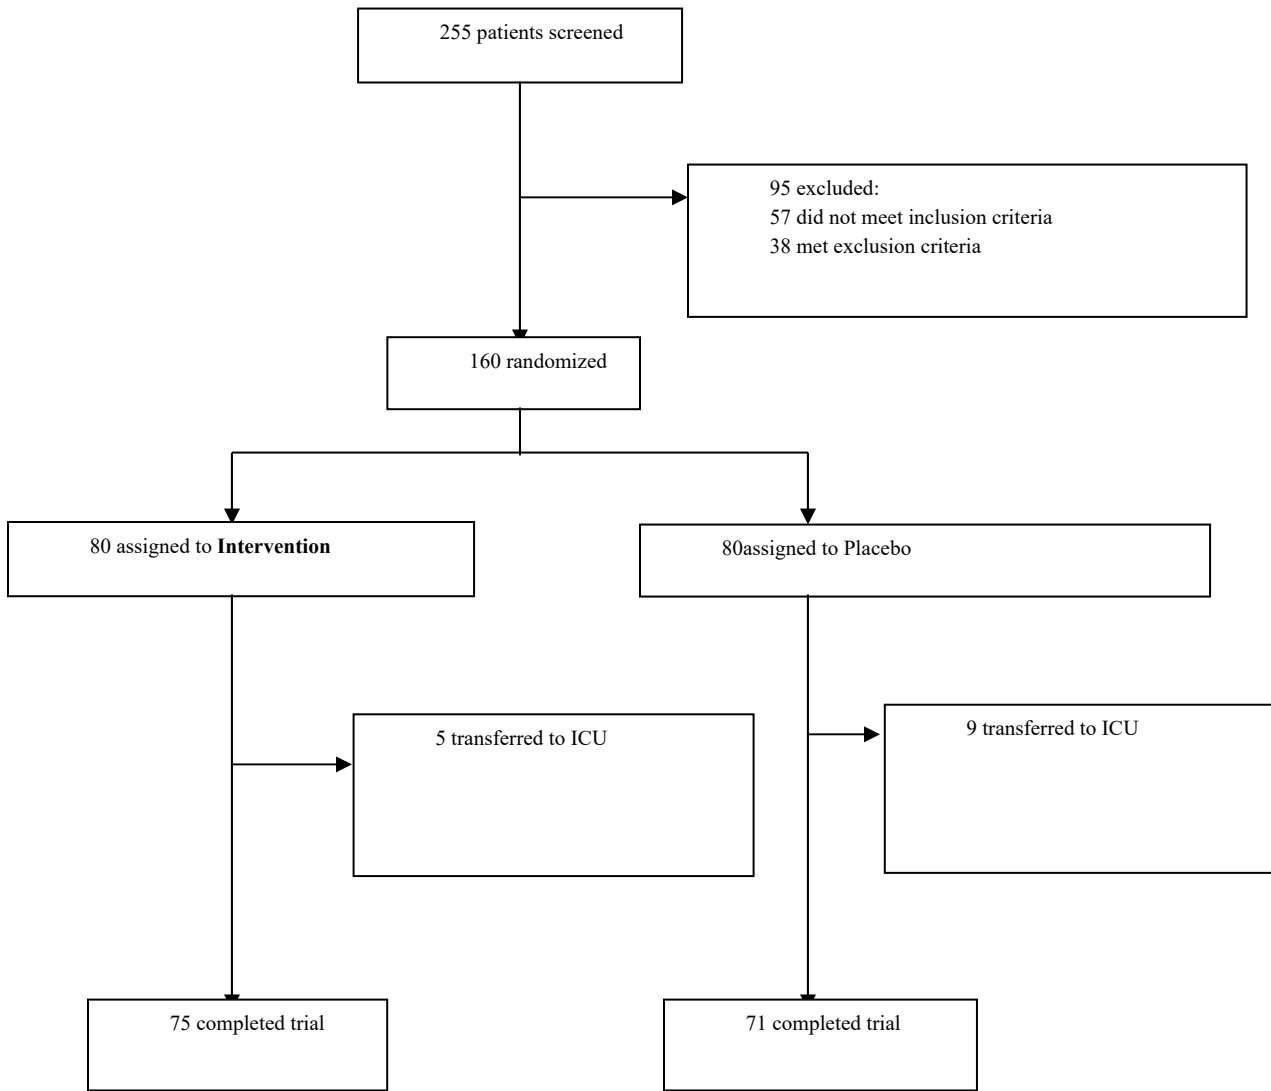 255 patients screened
95 excluded:
57 did not meet inclusion criteria
38 met exclusion criteria
160 randomized
80 assigned to Intervention
80assigned to Placebo
5 transferred to ICU
9 transferred to ICU
75 completed trial
71 completed trial